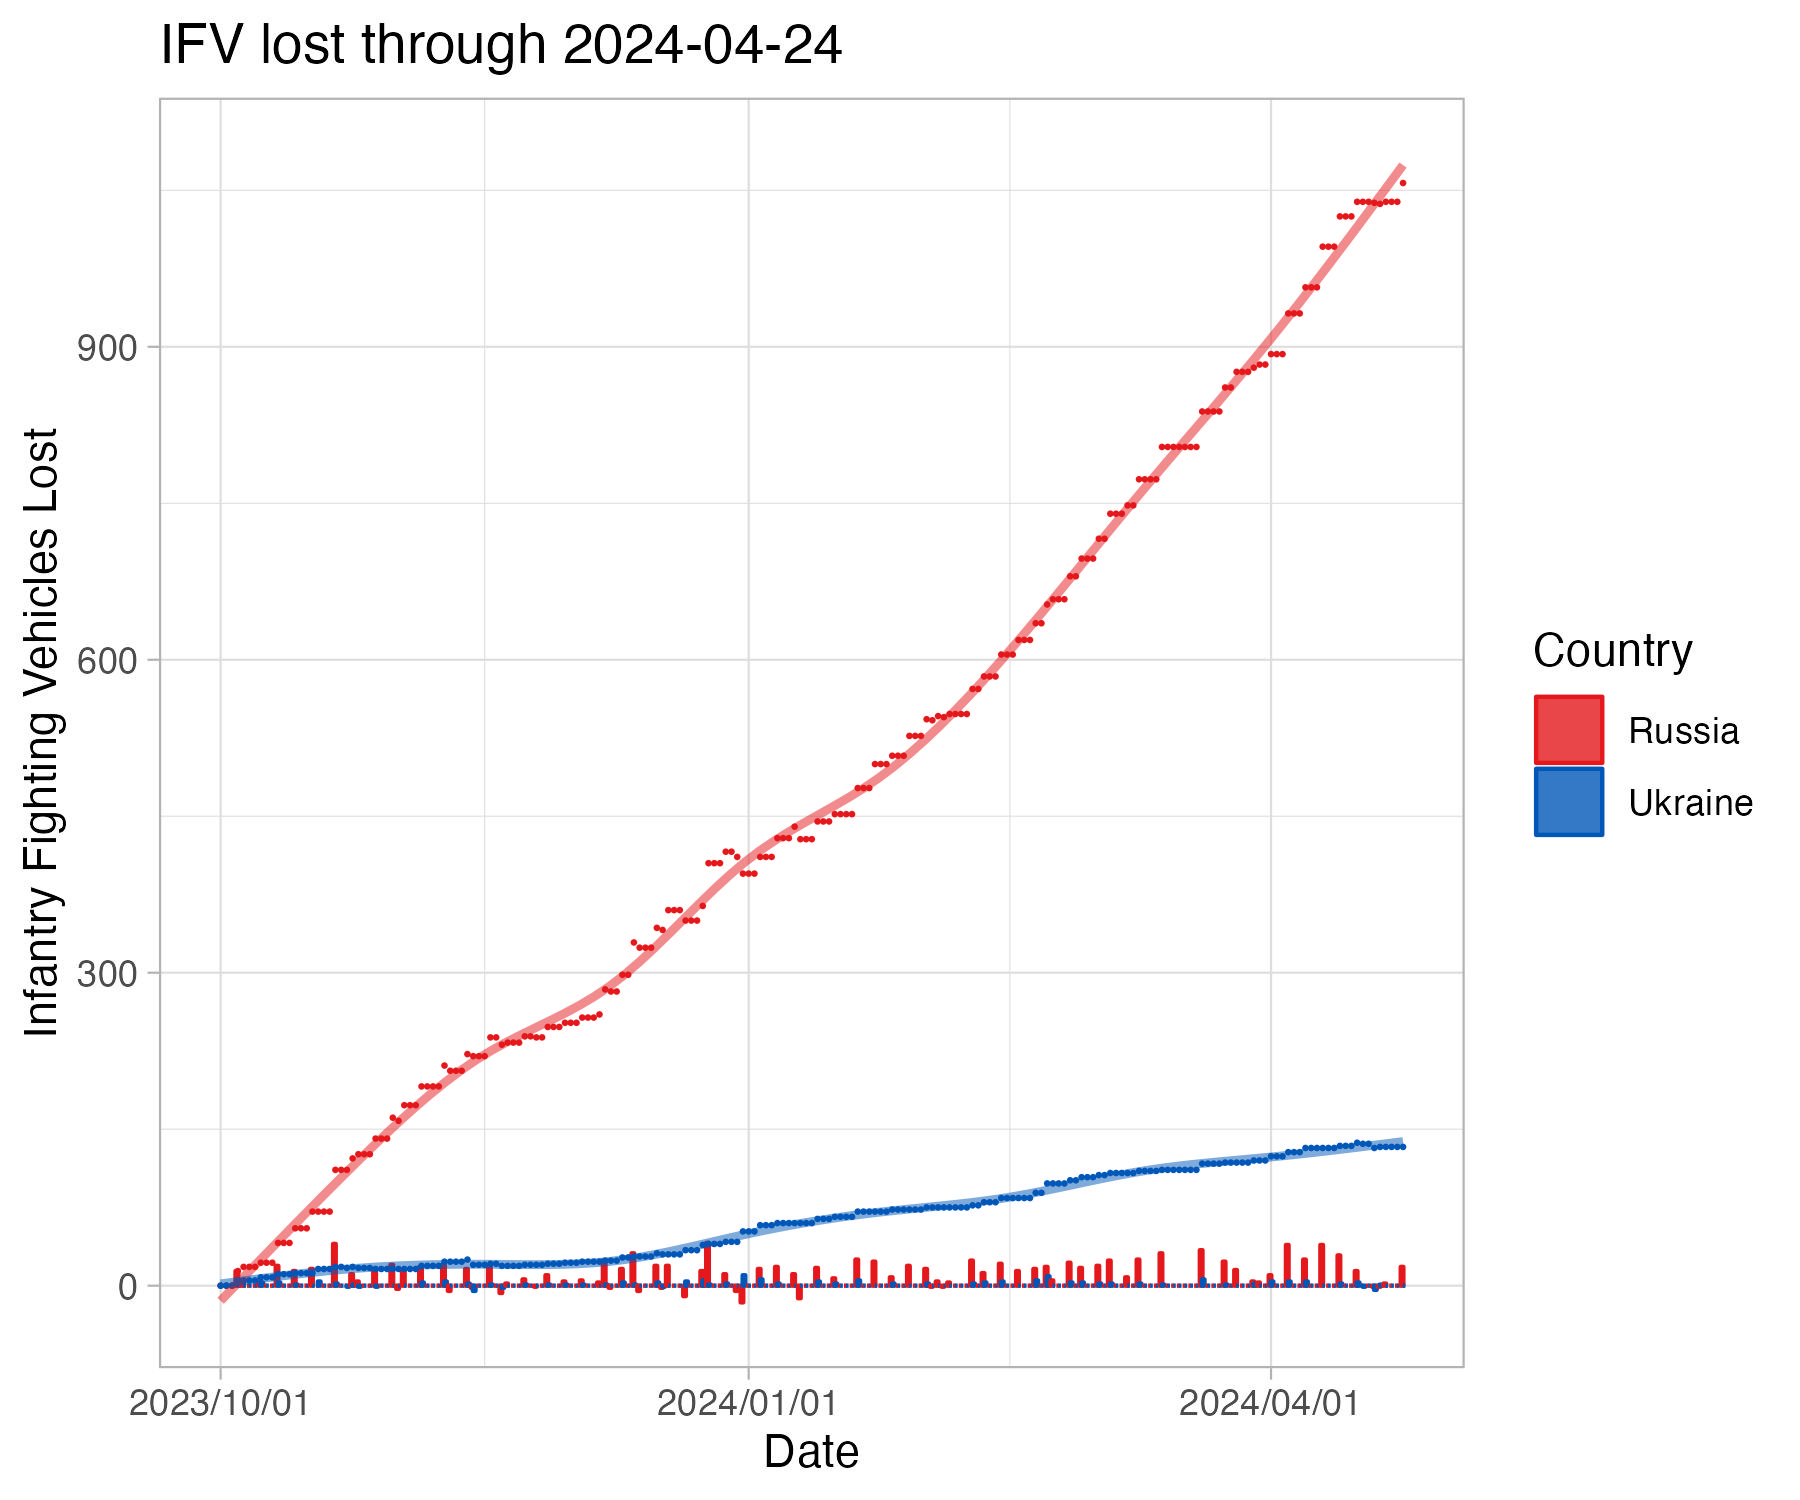 IFV lost through 2024-04-24
Infantry Fighting Vehicles Lost
900
600
300
0
2023/10/01
2024/01/01
2024/04/01
Date
Country
Russia
Ukraine